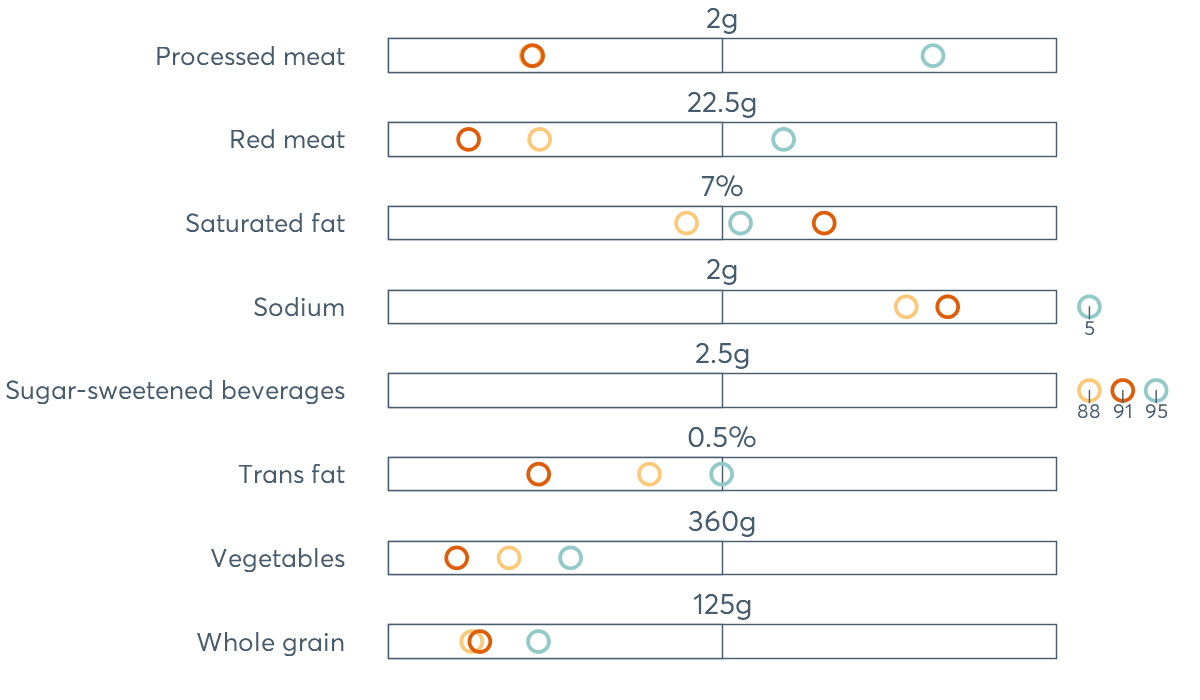 2g
Processed meat
22.5g
Red meat
7%
Saturated fat
2g
Sodium
5
2.5g
Sugar-sweetened beverages
88 91 95
0.5%
Trans fat
360g
Vegetables
125g
Whole grain